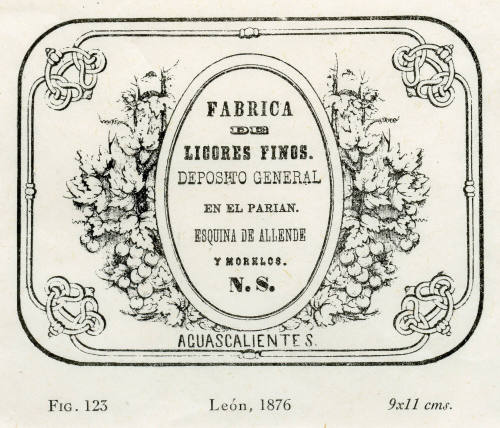 FABRICA
DE
LICORES FINOS.
DEPOSITO GENERAL
EN EL PARIAN.
ESQUINA DE ALLENDE
Y MORELOS.
N. S.
AGUASCALIENTES.
FIG. 123
León, 1876
9x11 cms.